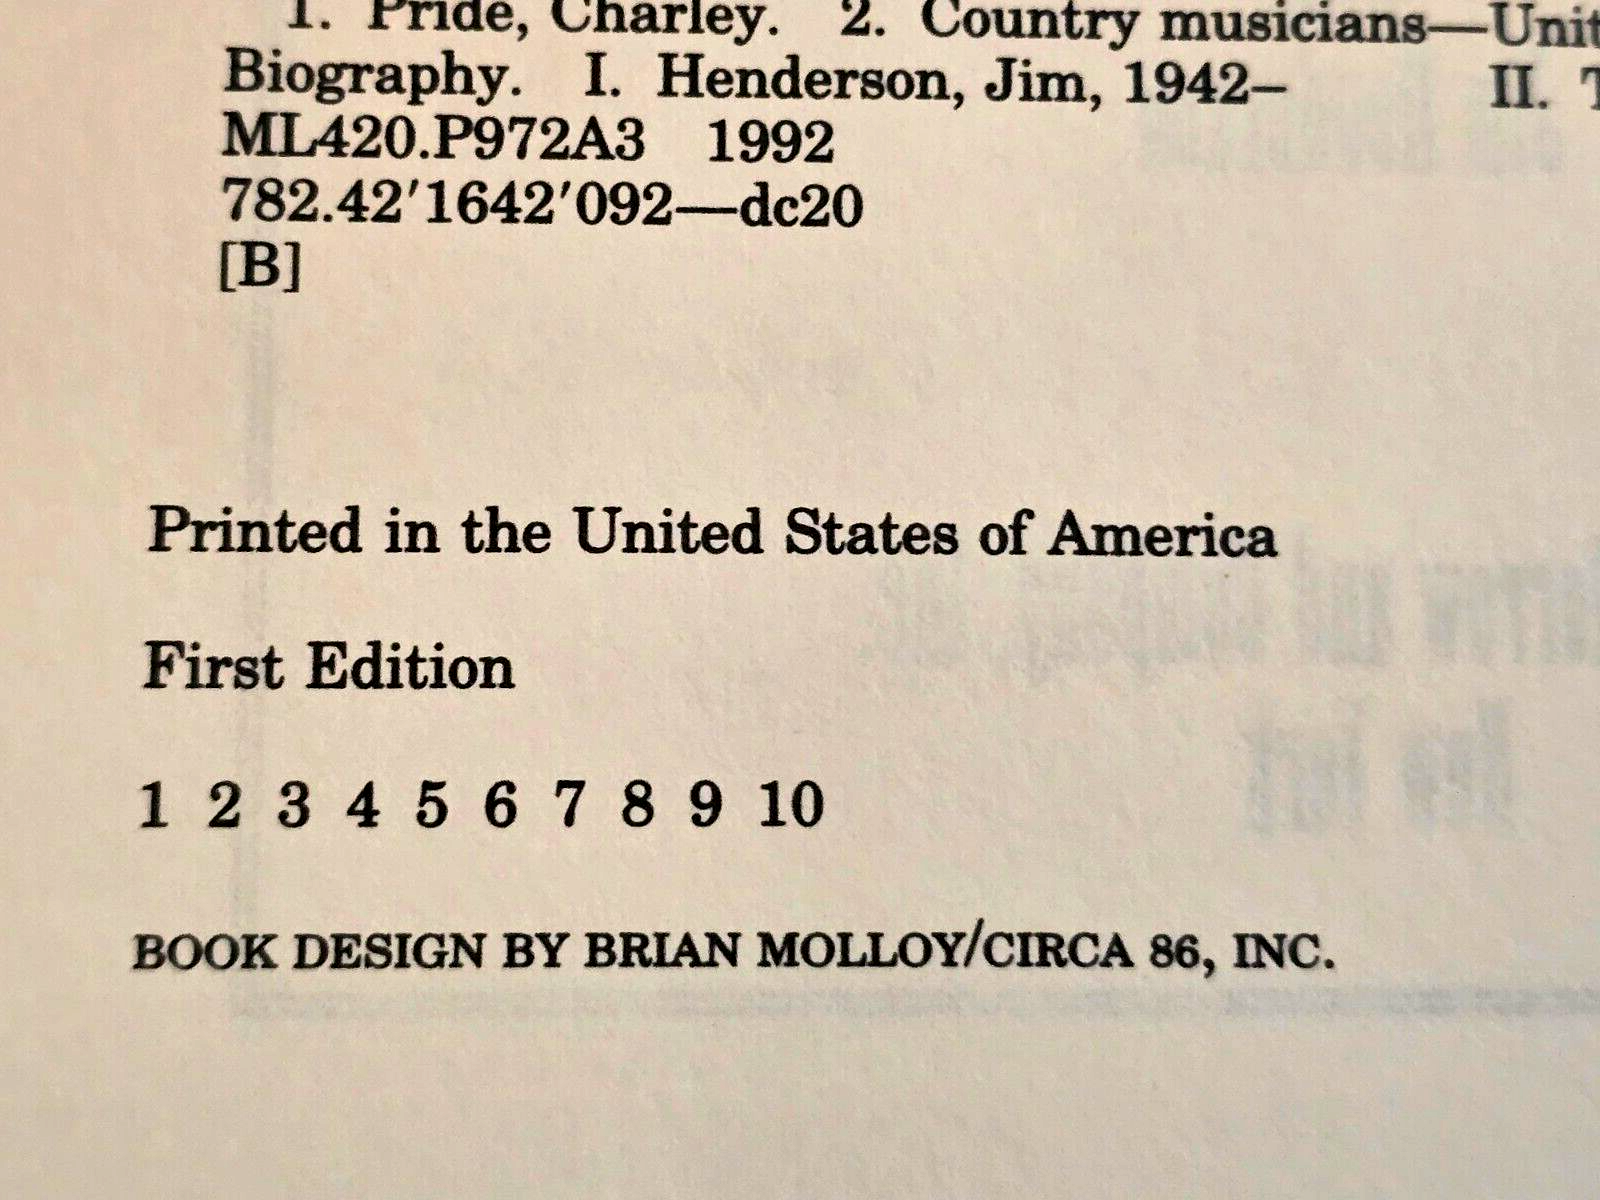 1. Pride, Charley. 2. Country musicians—Unit
Biography. I. Henderson, Jim, 1942– II. T
ML420.P972A3 1992
782.42'1642'092—dc20
[B]
Printed in the United States of America
First Edition
1 2 3 4 5 6 7 8 9 10
BOOK DESIGN BY BRIAN MOLLOY/CIRCA 86, INC.